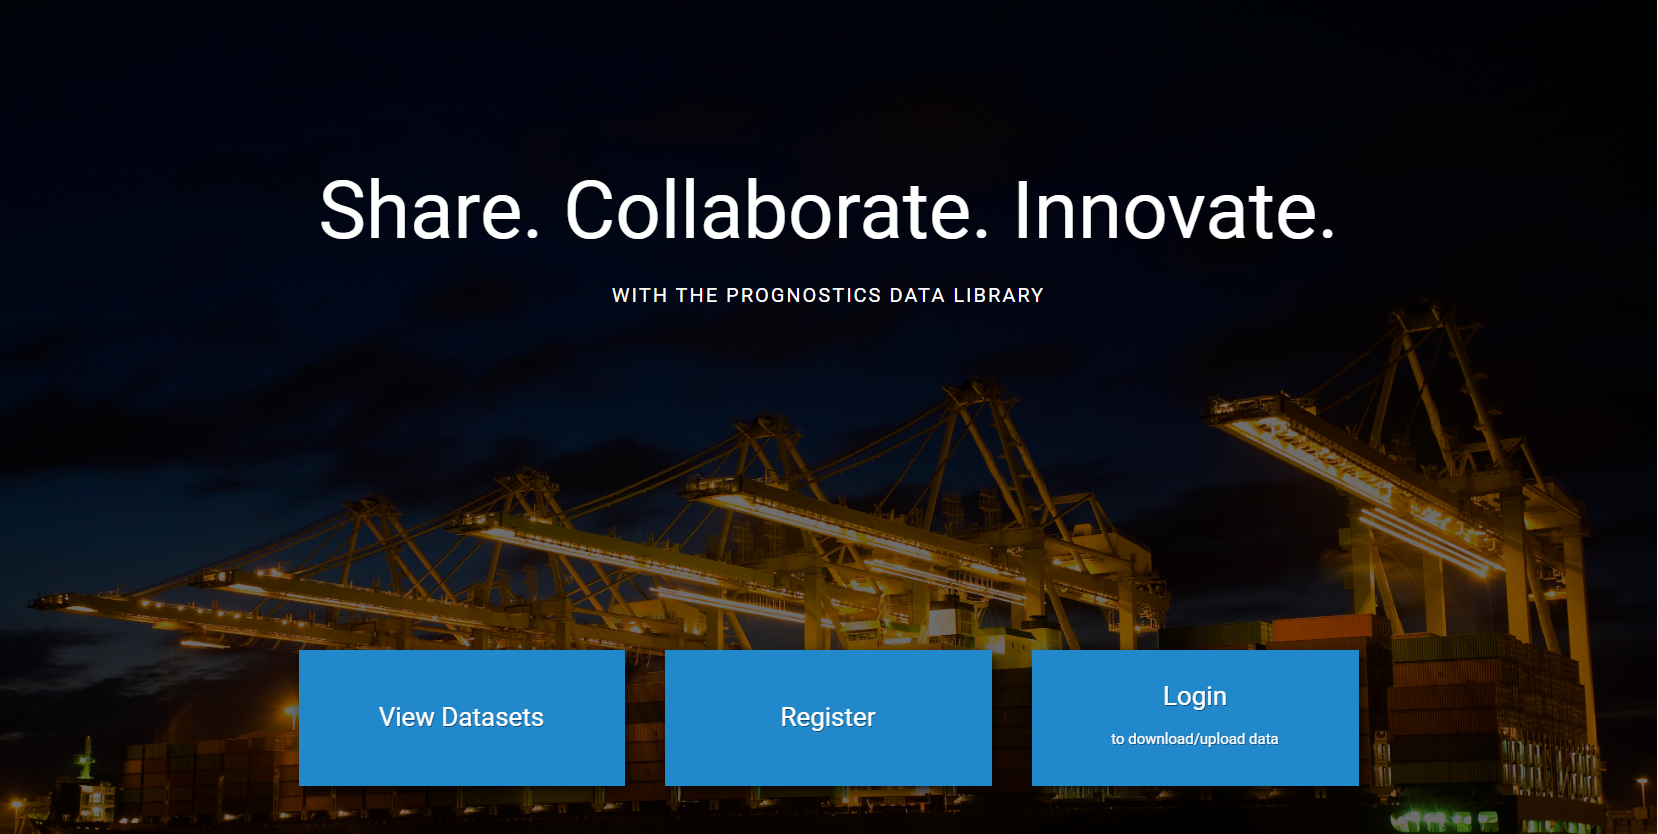 Share. Collaborate. Innovate.
WITH THE PROGNOSTICS DATA LIBRARY
View Datasets
Register
Login
to download/upload data